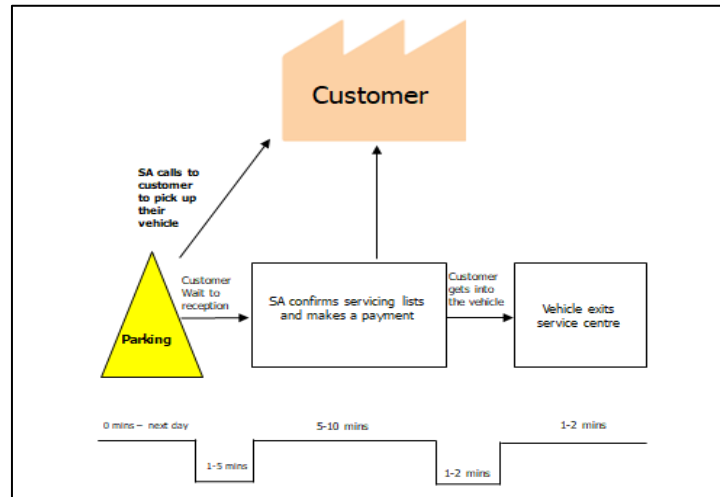 Customer
SA calls to
customer
to pick up
their
vehicle
Customer
Wait to
reception
Customer
gets into
the vehicle
Parking
SA confirms servicing lists
and makes a payment
Vehicle exits
service centre
0 mins – next day
5-10 mins
1-2 mins
1-5 mins
1-2 mins